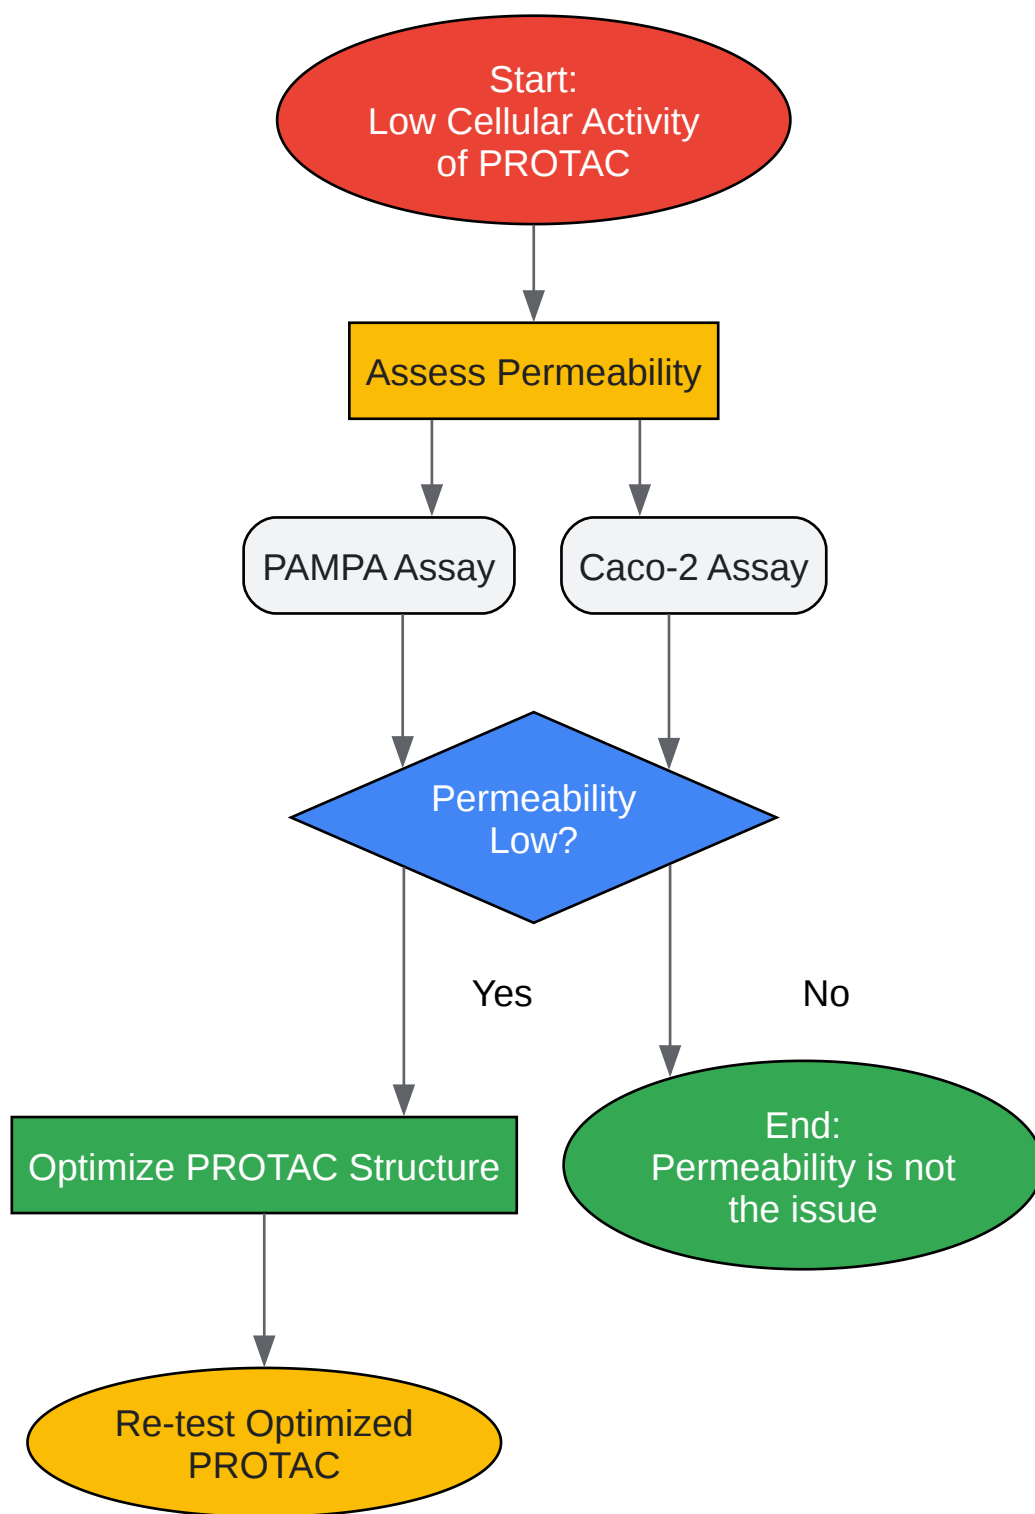 Start:
Low Cellular Activity
of PROTAC
Assess Permeability
PAMPA Assay
Caco-2 Assay
Permeability
Low?
Yes
No
Optimize PROTAC Structure
End:
Permeability is not
the issue
Re-test Optimized
PROTAC